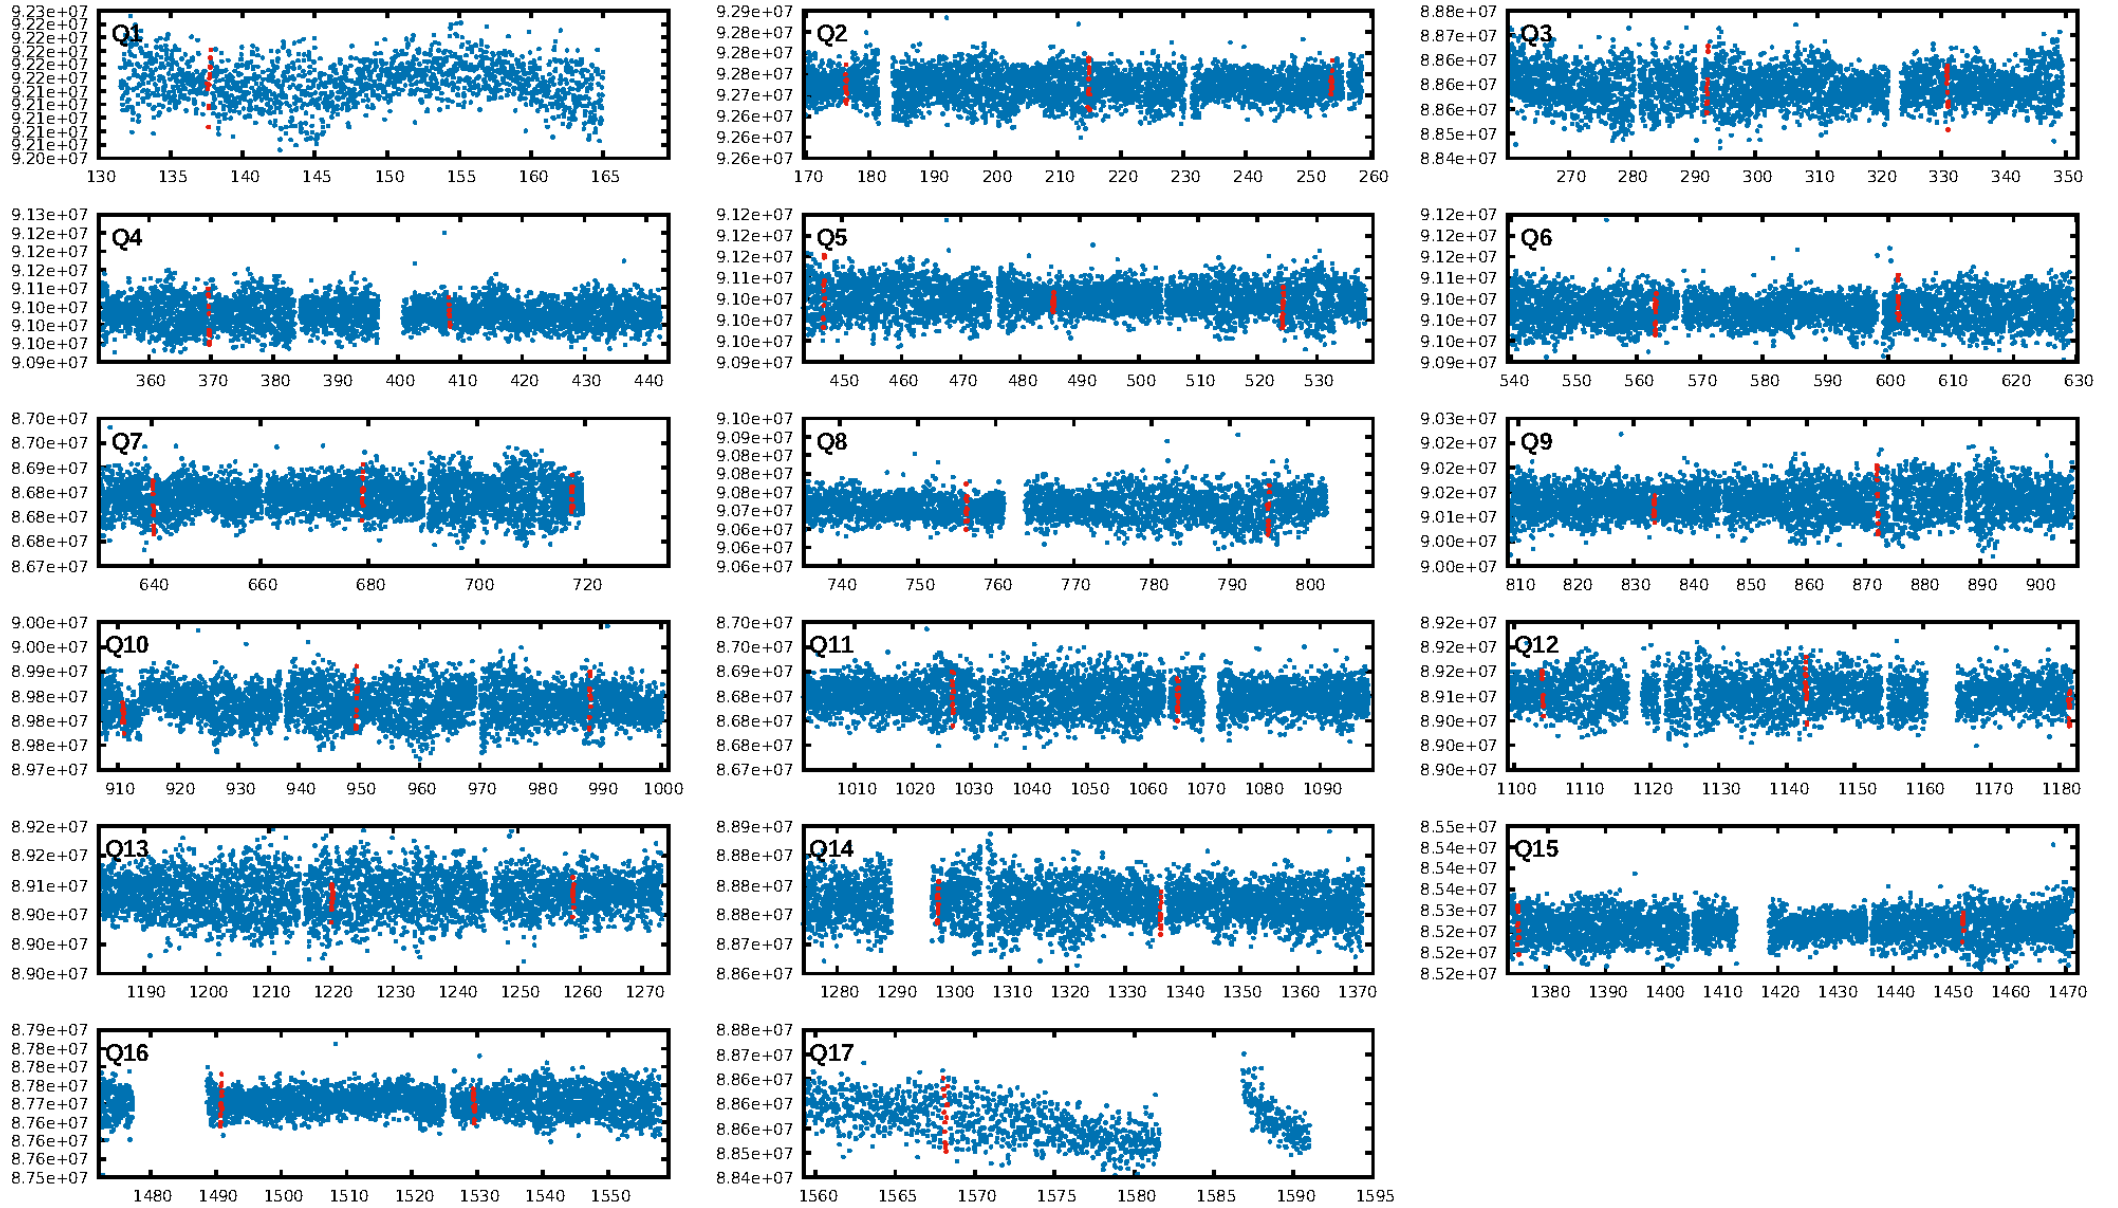 Q1
9.23e+07
9.22e+07
9.22e+07
9.22e+07
9.22e+07
9.22e+07
9.21e+07
9.21e+07
9.21e+07
9.21e+07
9.21e+07
9.20e+07
130 135 140 145 150 155 160 165
Q2
9.29e+07
9.28e+07
9.28e+07
9.28e+07
9.27e+07
9.26e+07
9.26e+07
9.26e+07
170 180 190 200 210 220 230 240 250 260
Q3
8.88e+07
8.87e+07
8.86e+07
8.86e+07
8.86e+07
8.85e+07
8.84e+07
270 280 290 300 310 320 330 340 350
Q4
9.13e+07
9.12e+07
9.12e+07
9.12e+07
9.11e+07
9.10e+07
9.10e+07
9.10e+07
9.09e+07
360 370 380 390 400 410 420 430 440
Q5
9.12e+07
9.12e+07
9.12e+07
9.11e+07
9.10e+07
9.10e+07
9.10e+07
9.09e+07
450 460 470 480 490 500 510 520 530
Q6
9.12e+07
9.12e+07
9.12e+07
9.11e+07
9.10e+07
9.10e+07
9.10e+07
9.09e+07
540 550 560 570 580 590 600 610 620 630
Q7
8.70e+07
8.70e+07
8.69e+07
8.68e+07
8.68e+07
8.68e+07
8.67e+07
640 660 680 700 720
Q8
9.10e+07
9.09e+07
9.08e+07
9.08e+07
9.08e+07
9.07e+07
9.06e+07
9.06e+07
9.06e+07
740 750 760 770 780 790 800
Q9
9.03e+07
9.02e+07
9.02e+07
9.02e+07
9.01e+07
9.00e+07
9.00e+07
810 820 830 840 850 860 870 880 890 900
Q10
9.00e+07
9.00e+07
8.99e+07
8.98e+07
8.98e+07
8.98e+07
8.97e+07
910 920 930 940 950 960 970 980 990 1000
Q11
8.70e+07
8.70e+07
8.69e+07
8.68e+07
8.68e+07
8.68e+07
8.67e+07
1010 1020 1030 1040 1050 1060 1070 1080 1090
Q12
8.92e+07
8.92e+07
8.92e+07
8.91e+07
8.90e+07
8.90e+07
8.90e+07
1100 1110 1120 1130 1140 1150 1160 1170 1180
Q13
8.92e+07
8.92e+07
8.91e+07
8.90e+07
8.90e+07
8.90e+07
1190 1200 1210 1220 1230 1240 1250 1260 1270
Q14
8.89e+07
8.88e+07
8.88e+07
8.88e+07
8.87e+07
8.86e+07
1280 1290 1300 1310 1320 1330 1340 1350 1360 1370
Q15
8.55e+07
8.54e+07
8.54e+07
8.54e+07
8.53e+07
8.52e+07
8.52e+07
8.52e+07
1380 1390 1400 1410 1420 1430 1440 1450 1460 1470
Q16
8.79e+07
8.78e+07
8.78e+07
8.78e+07
8.77e+07
8.76e+07
8.76e+07
8.76e+07
8.75e+07
1480 1490 1500 1510 1520 1530 1540 1550
Q17
8.88e+07
8.87e+07
8.86e+07
8.86e+07
8.86e+07
8.85e+07
8.84e+07
1560 1565 1570 1575 1580 1585 1590 1595